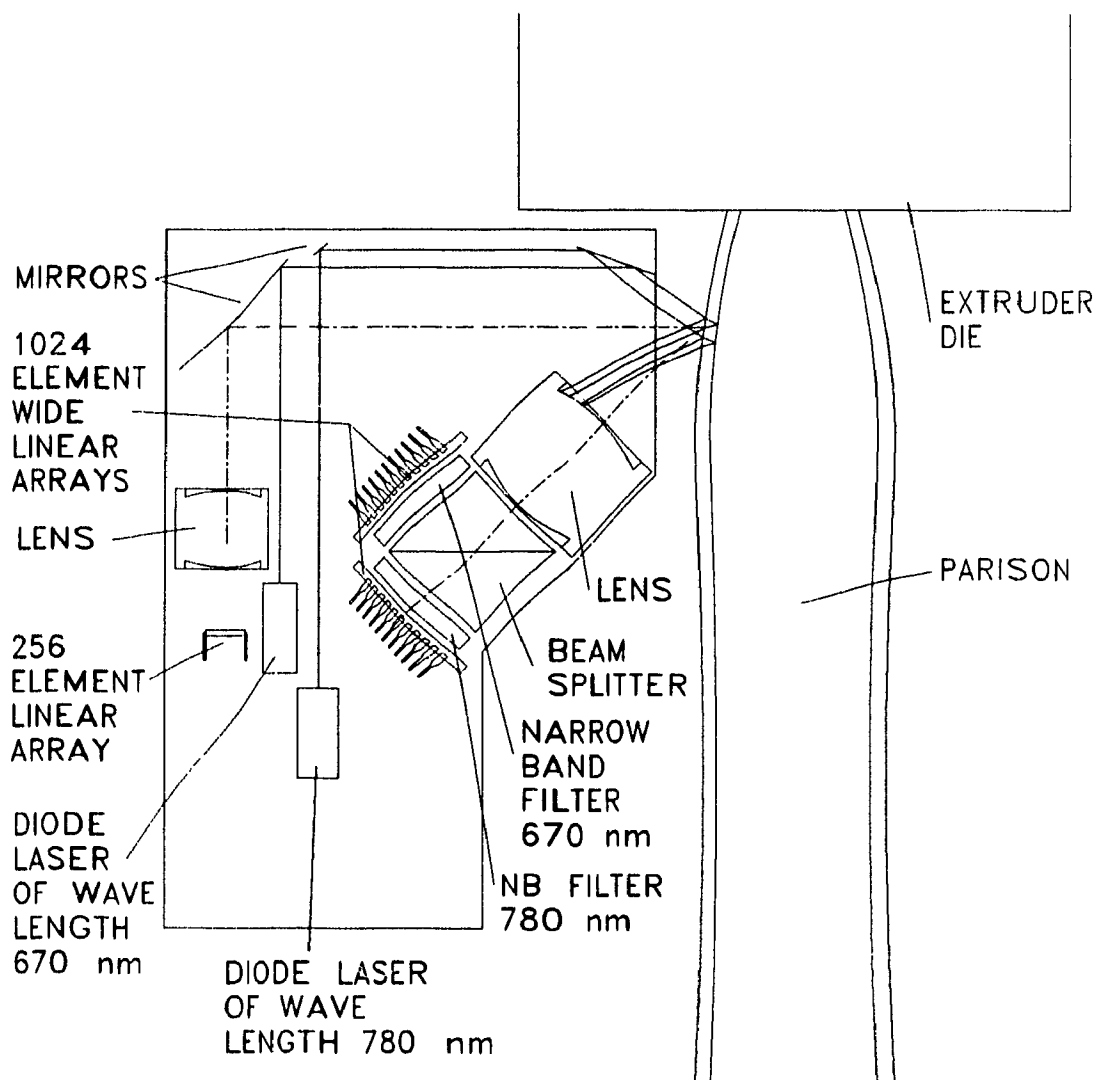 MIRRORS
1024
ELEMENT
WIDE
LINEAR
ARRAYS
LENS
256
ELEMENT
LINEAR
ARRAY
DIODE
LASER
OF WAVE
LENGTH
670 nm
DIODE LASER
OF WAVE
LENGTH 780 nm
LENS
BEAM
SPLITTER
NARROW
BAND
FILTER
670 nm
NB FILTER
780 nm
EXTRUDER
DIE
PARISON